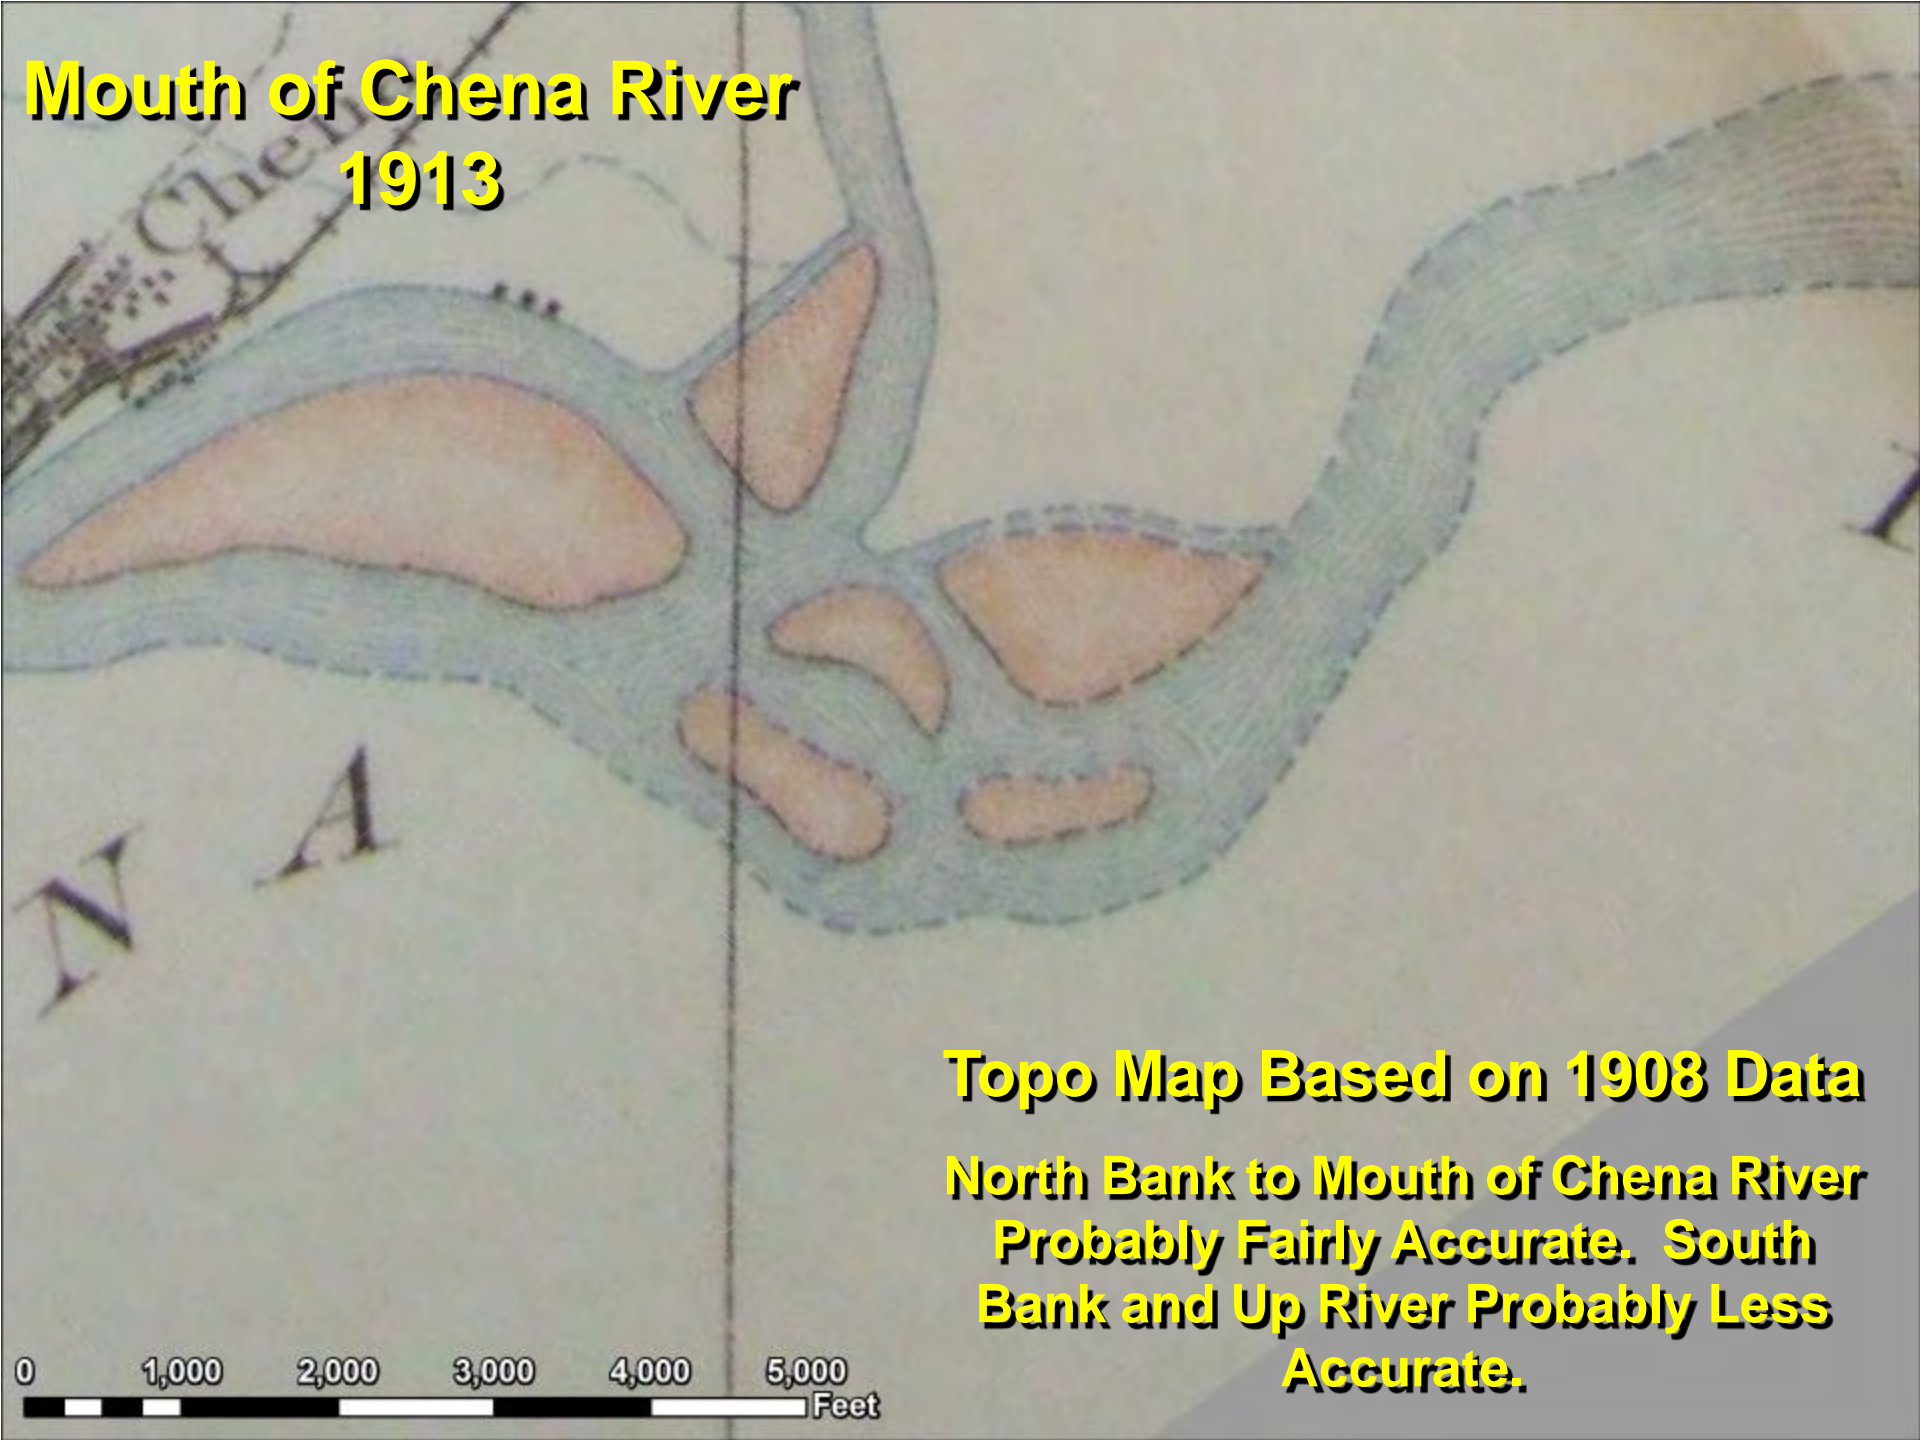 Mouth of Chena River
1913
Chen
N A
Topo Map Based on 1908 Data
North Bank to Mouth of Chena River
Probably Fairly Accurate. South
Bank and Up River Probably Less
Accurate.
0 1,000 2,000 3,000 4,000 5,000
Feet